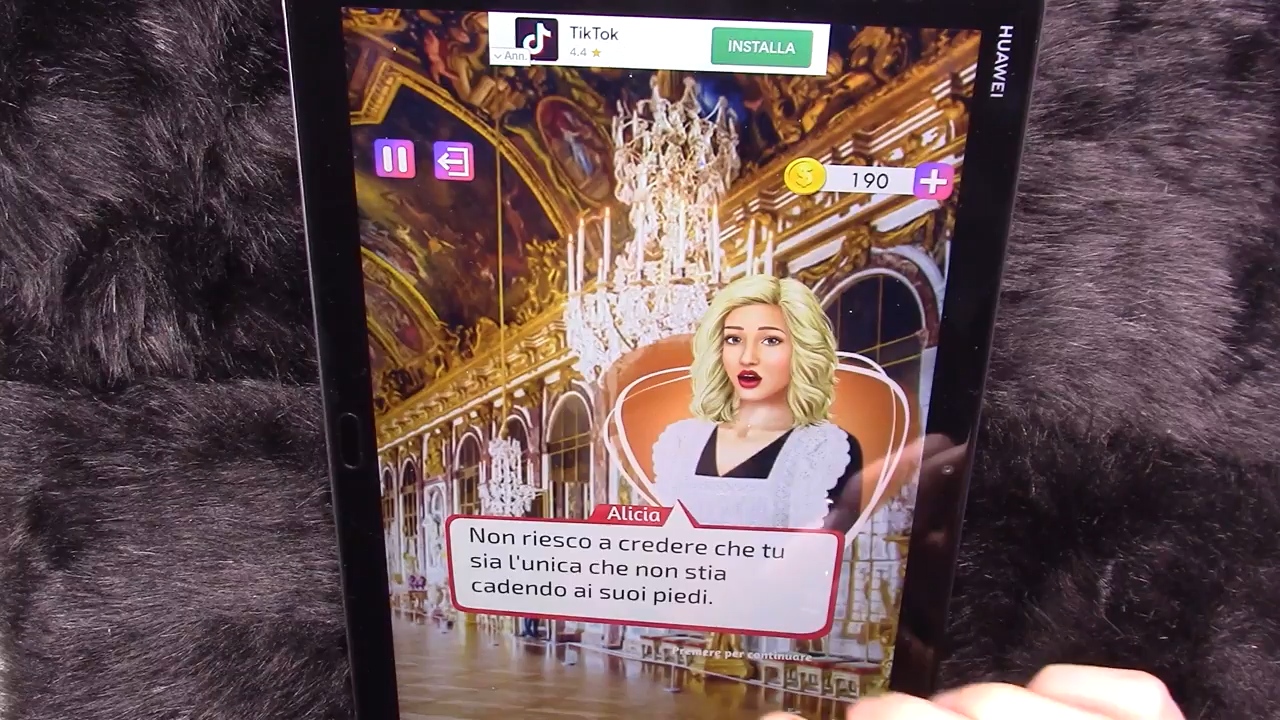 TikTok
4.4 ★
Ann.
INSTALLA
HUAWEI
190
Alicia
Non riesco a credere che tu
sia l'unica che non stia
cadendo ai suoi piedi.
Premere per continuare